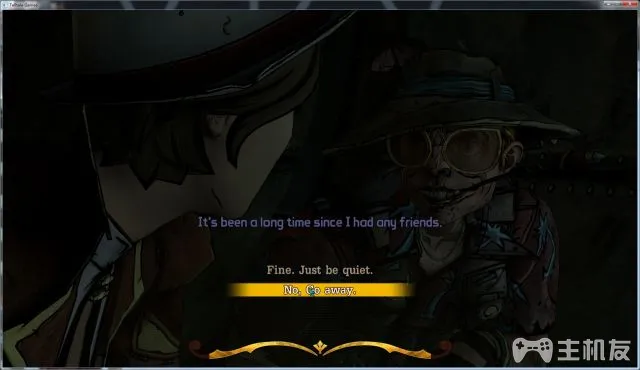 Telltale Games
It's been a long time since I had any friends.
Fine. Just be quiet.
No, Go away.
主机友